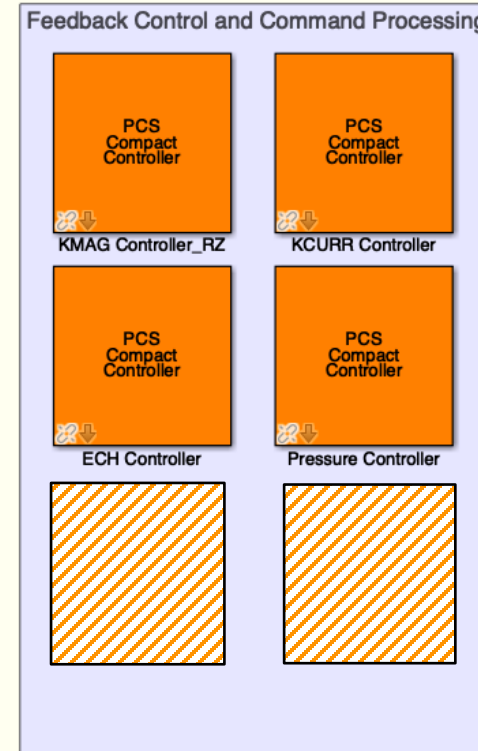 Feedback Control and Command Processing
PCS
Compact
Controller
PCS
Compact
Controller
KMAG Controller_RZ
KCURR Controller
PCS
Compact
Controller
PCS
Compact
Controller
ECH Controller
Pressure Controller